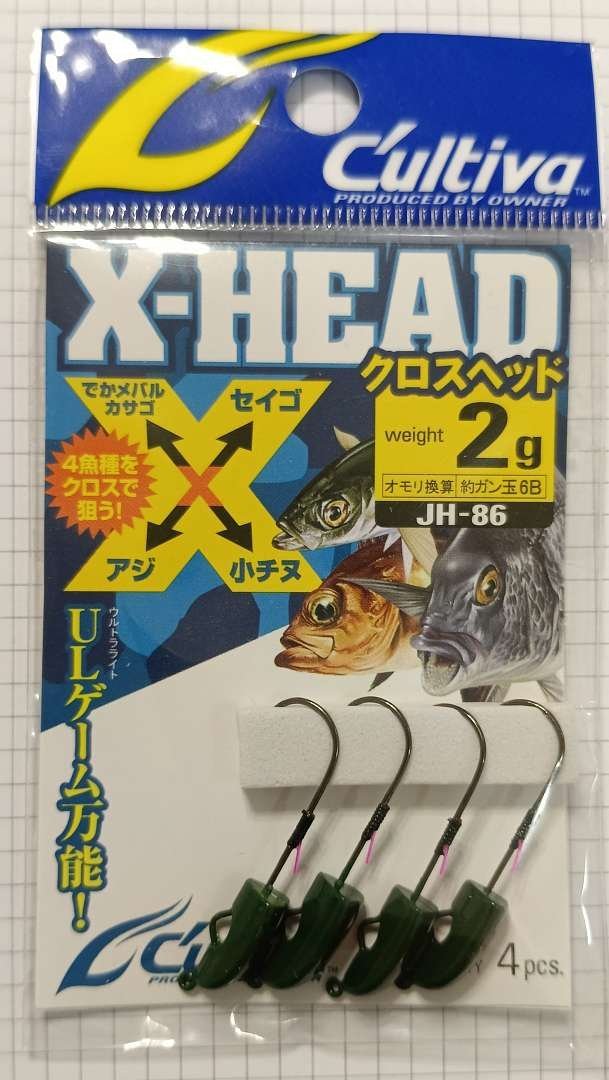 C'ultiva™
PRODUCED BY OWNER
X-HEAD
クロスヘッド
でかメバル
カサゴ
セイゴ
4魚種を
クロスで
狙う!
アジ
小チヌ
weight 2g
オモリ換算 約ガン玉6B
JH-86
ウルトラライト
ULゲーム万能!
4 pcs.